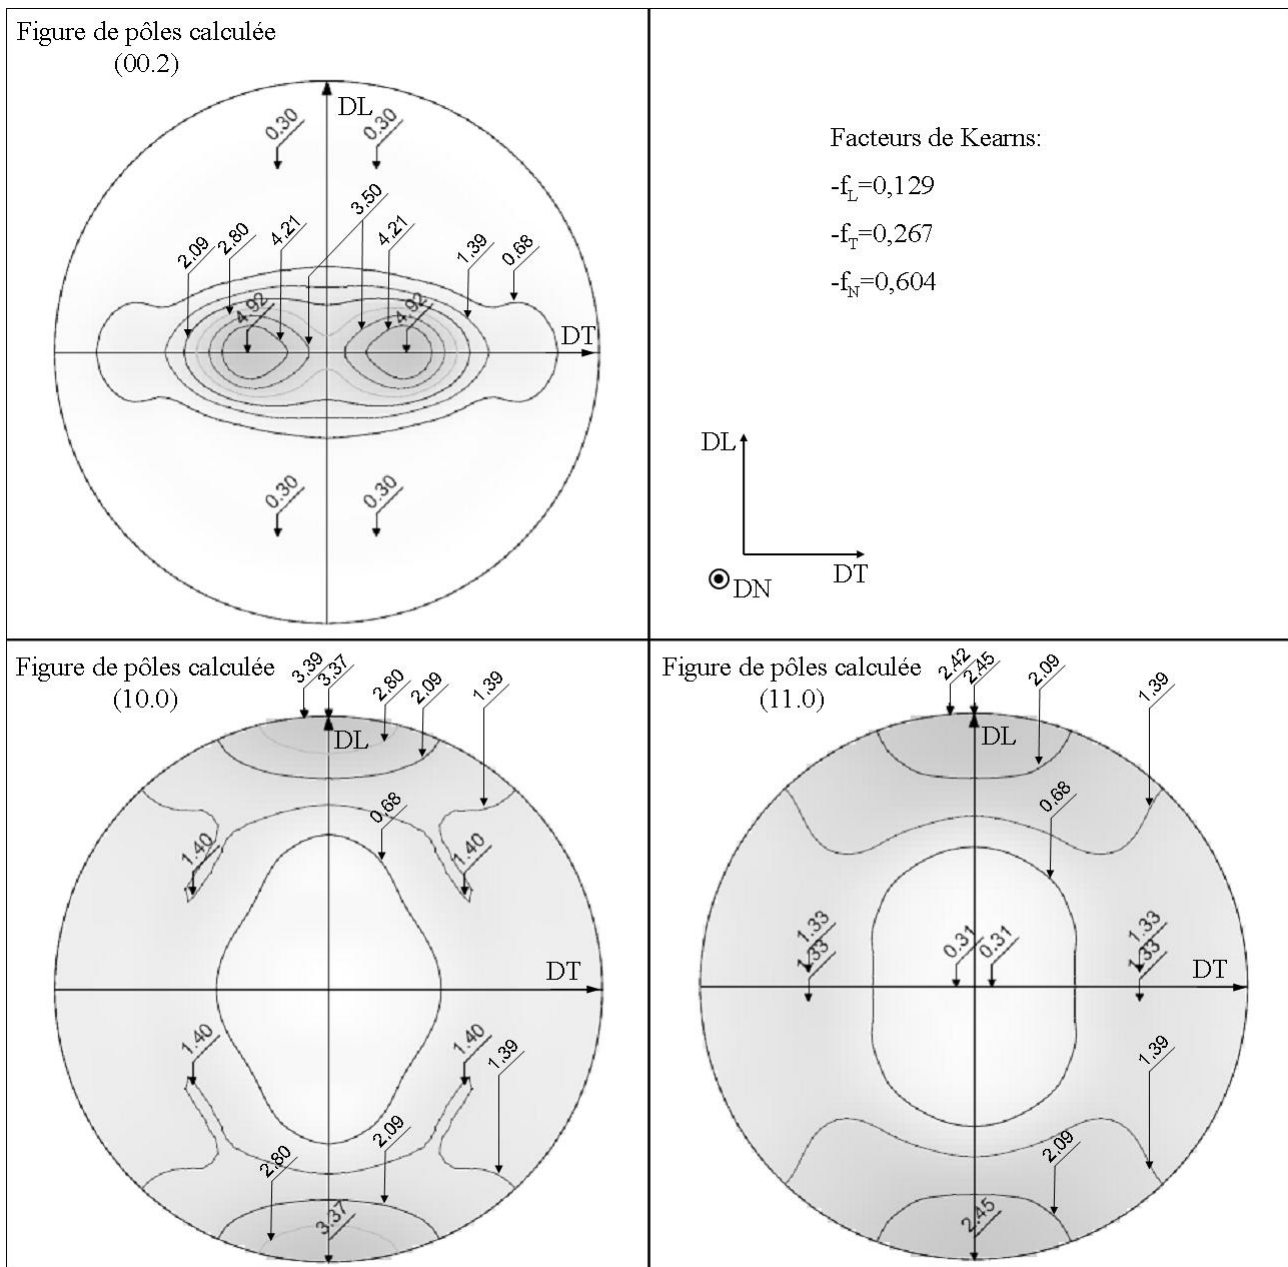 Figure de pôles calculée
(00.2)
DL
0.30
0.30
3.50
2.09
2.80
4.21
4.21
1.39
0.68
4.92
4.92
DT
0.30
0.30
Facteurs de Kearns:
-fL=0,129
-fT=0,267
-fN=0,604
DL
DT
DN
Figure de pôles calculée
(10.0)
3.39
3.37
2.80
2.09
1.39
DL
0.68
1.40
1.40
DT
1.40
1.40
1.39
2.09
2.80
3.37
Figure de pôles calculée
(11.0)
2.42
2.45
2.09
1.39
DL
0.68
1.33
1.33
0.31
0.31
1.33
1.33
DT
1.39
2.09
2.45